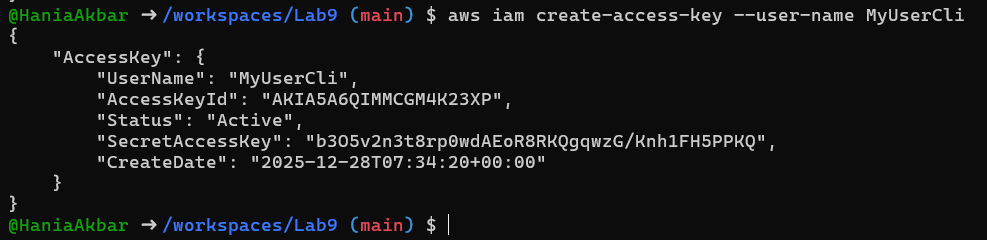 @HaniaAkbar ➜ /workspaces/Lab9 (main) $ aws iam create-access-key --user-name MyUserCli
{
    "AccessKey": {
        "UserName": "MyUserCli",
        "AccessKeyId": "AKIA5A6QIMMCGM4K23XP",
        "Status": "Active",
        "SecretAccessKey": "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",
        "CreateDate": "2025-12-28T07:34:20+00:00"
    }
}
@HaniaAkbar ➜ /workspaces/Lab9 (main) $